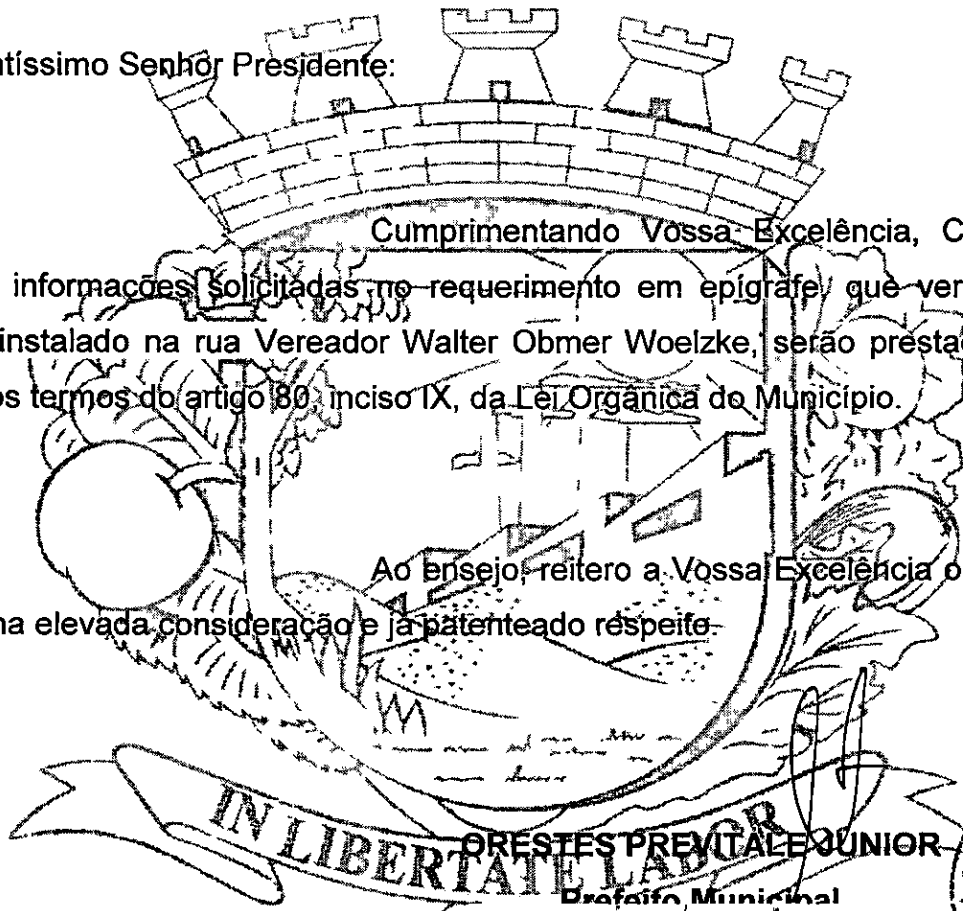 ntíssimo Senhor Presidente:
Cumprimentando Vossa Excelência, C
informações solicitadas no requerimento em epígrafe, que ver
instalado na rua Vereador Walter Obmer Woelzke, serão presta
os termos do artigo 80, inciso IX, da Lei Orgânica do Município.
Ao ensejo, reitero a Vossa Excelência o
na elevada consideração e já patenteado respeito.
ORESTES PREVITALE JUNIOR
Prefeito Municipal
IN LIBERTATE LABOR